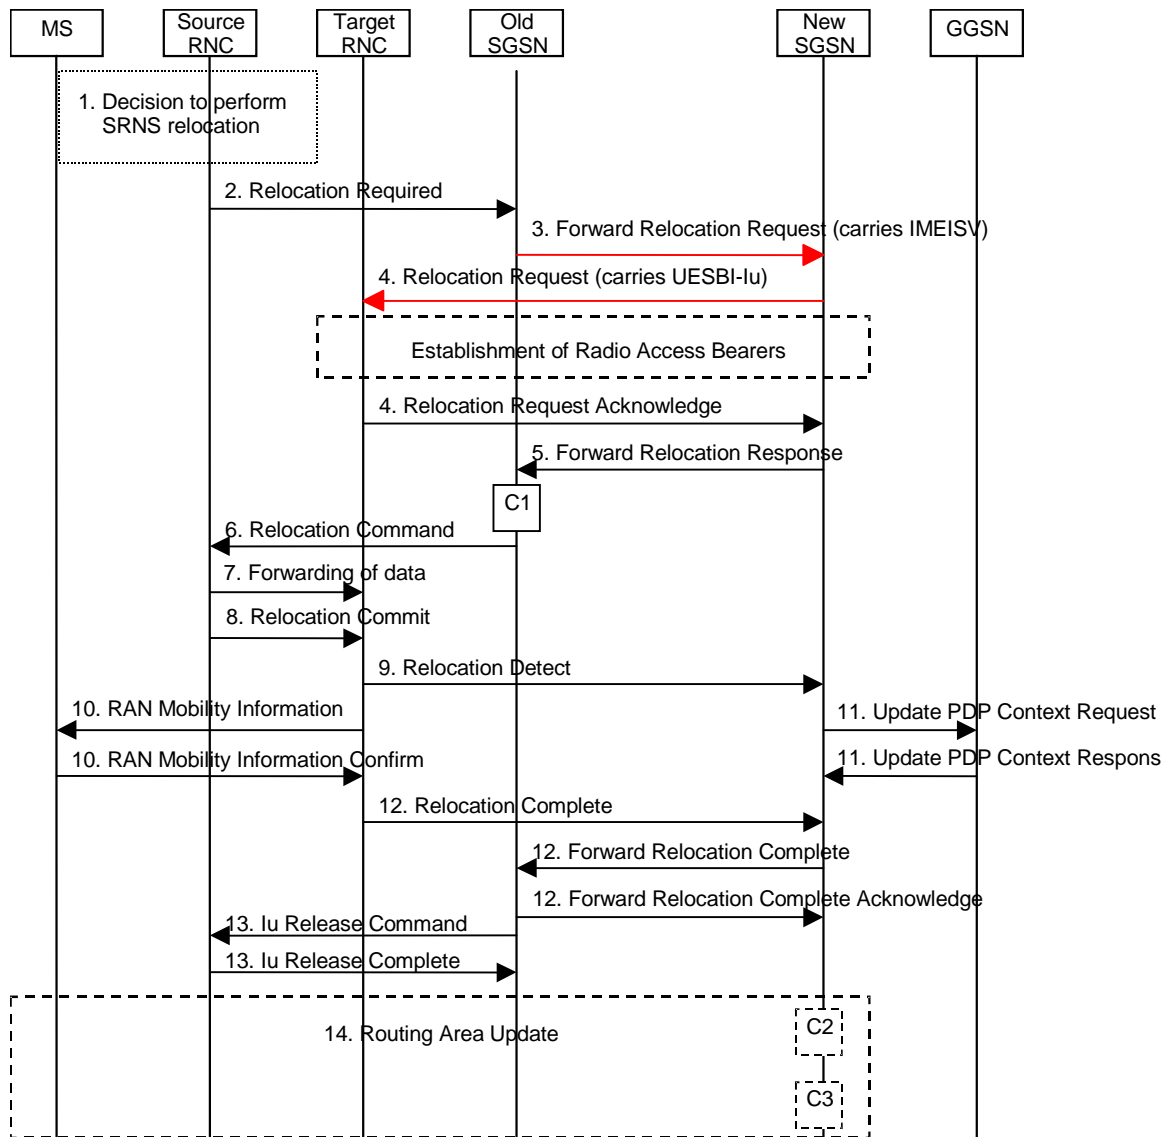 MS
Source
RNC
Target
RNC
Old
SGSN
New
SGSN
GGSN
1. Decision to perform
SRNS relocation
2. Relocation Required
3. Forward Relocation Request (carries IMEISV)
4. Relocation Request (carries UESBI-Iu)
Establishment of Radio Access Bearers
4. Relocation Request Acknowledge
5. Forward Relocation Response
C1
6. Relocation Command
7. Forwarding of data
8. Relocation Commit
9. Relocation Detect
10. RAN Mobility Information
11. Update PDP Context Request
10. RAN Mobility Information Confirm
11. Update PDP Context Respons
12. Relocation Complete
12. Forward Relocation Complete
12. Forward Relocation Complete Acknowledge
13. Iu Release Command
13. Iu Release Complete
14. Routing Area Update
C2
C3